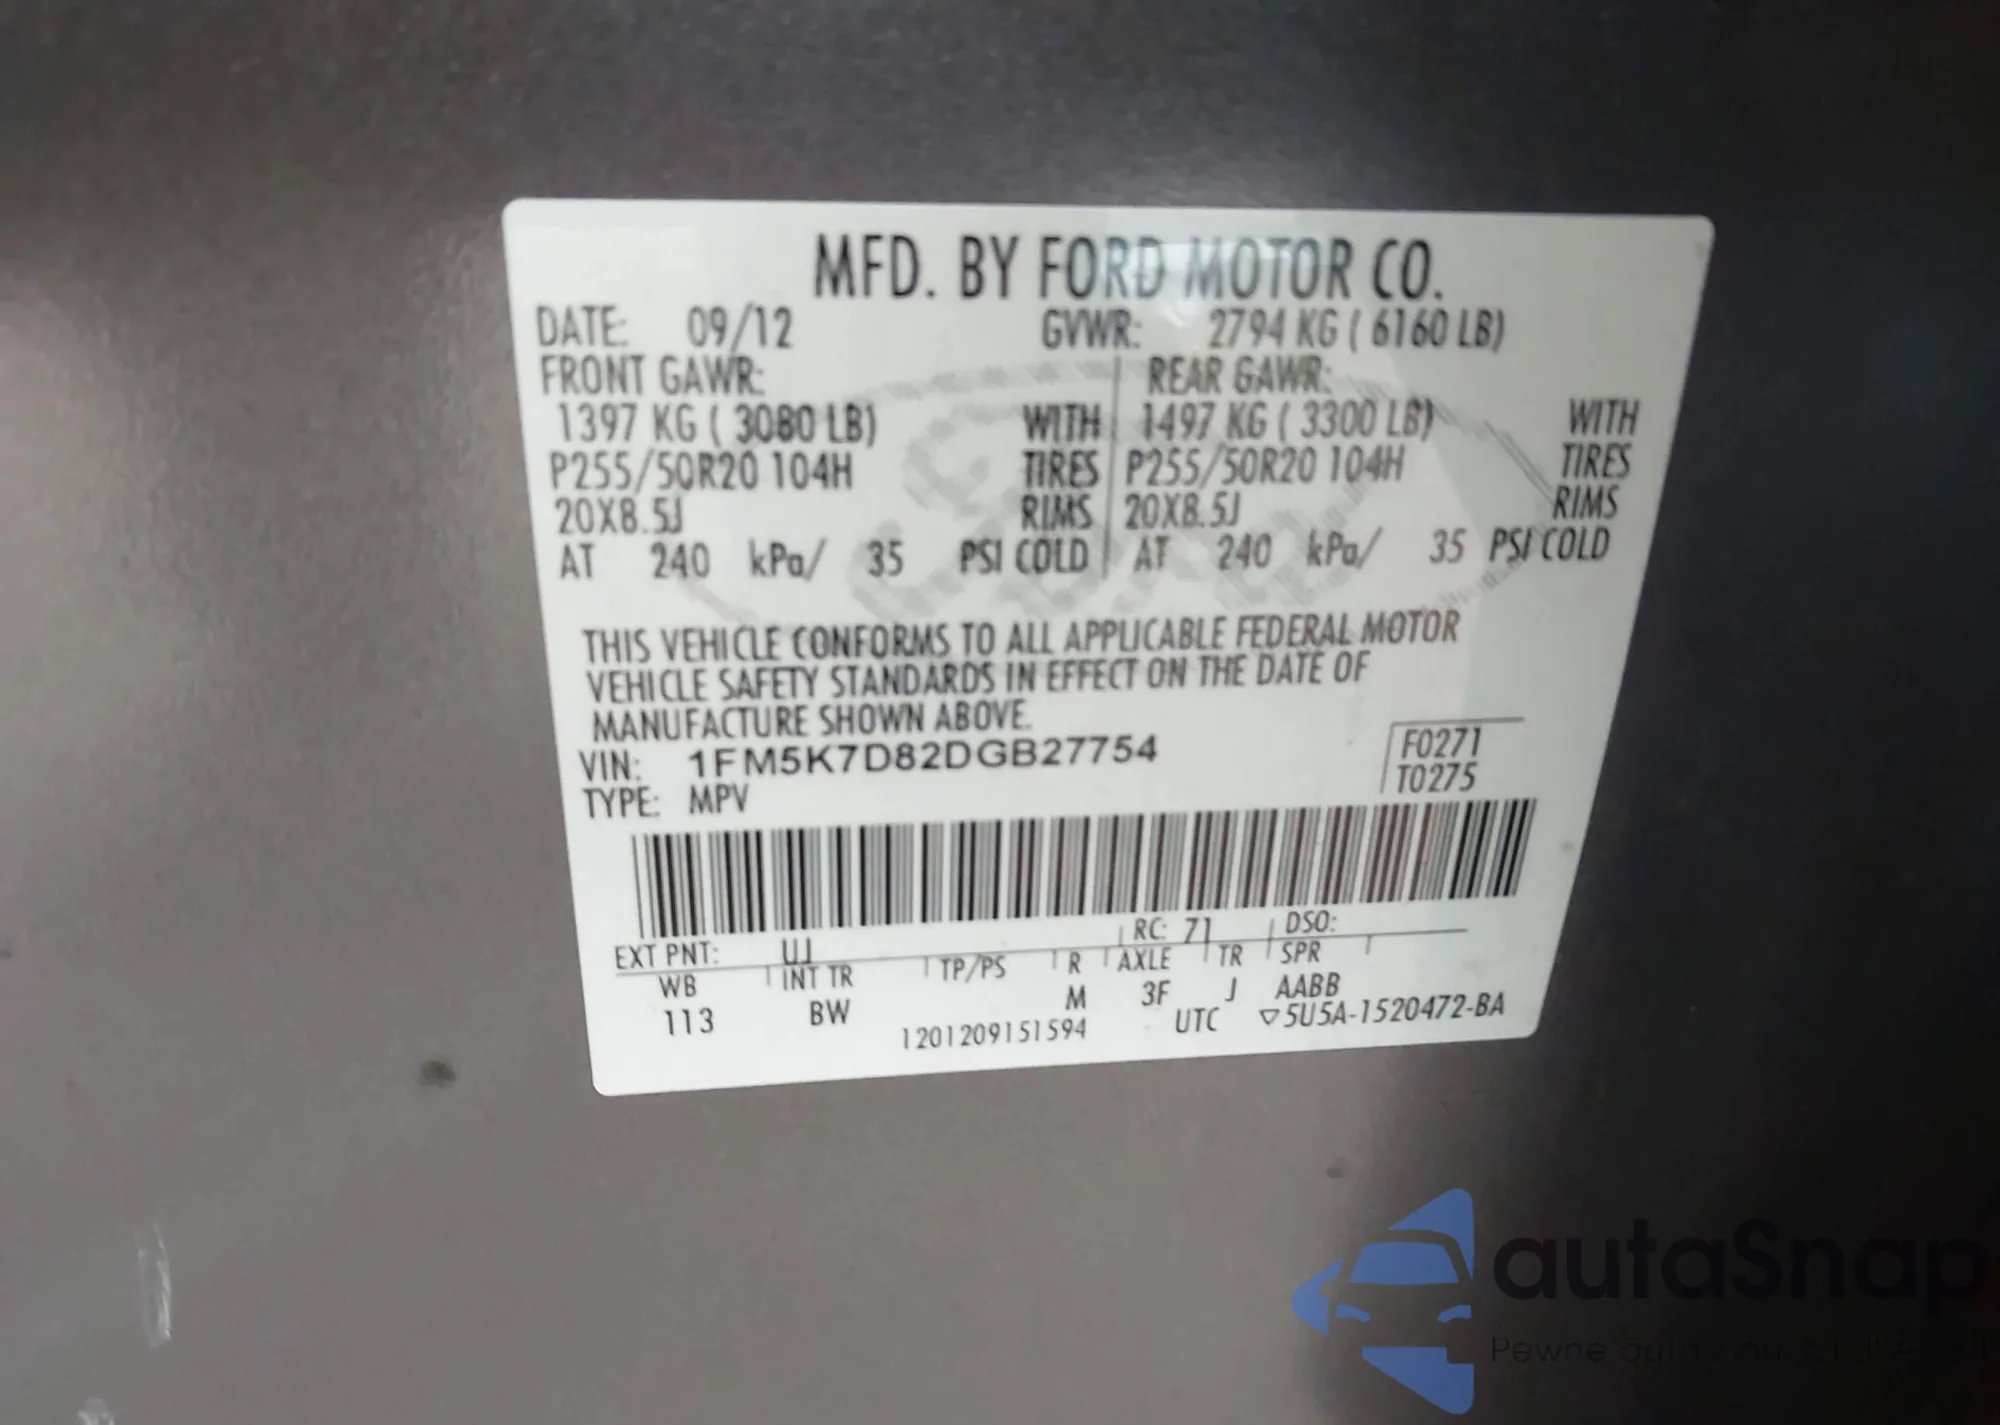 MFD. BY FORD MOTOR CO.
DATE: 09/12 GVWR: 2794 KG ( 6160 LB)
FRONT GAWR: REAR GAWR:
1397 KG ( 3080 LB) WITH 1497 KG ( 3300 LB) WITH
P255/50R20 104H TIRES P255/50R20 104H TIRES
20X8.5J RIMS 20X8.5J RIMS
AT 240 kPa/ 35 PSI COLD AT 240 kPa/ 35 PSI COLD
THIS VEHICLE CONFORMS TO ALL APPLICABLE FEDERAL MOTOR
VEHICLE SAFETY STANDARDS IN EFFECT ON THE DATE OF
MANUFACTURE SHOWN ABOVE.
VIN: 1FM5K7D82DGB27754 F0271
TYPE: MPV T0275
EXT PNT: UJ RC: 71 DSO:
WB INT TR TP/PS R AXLE TR SPR
113 BW M 3F J AABB
1201209151594 UTC ▽5U5A-1520472-BA
autaSnap
Pewne auto